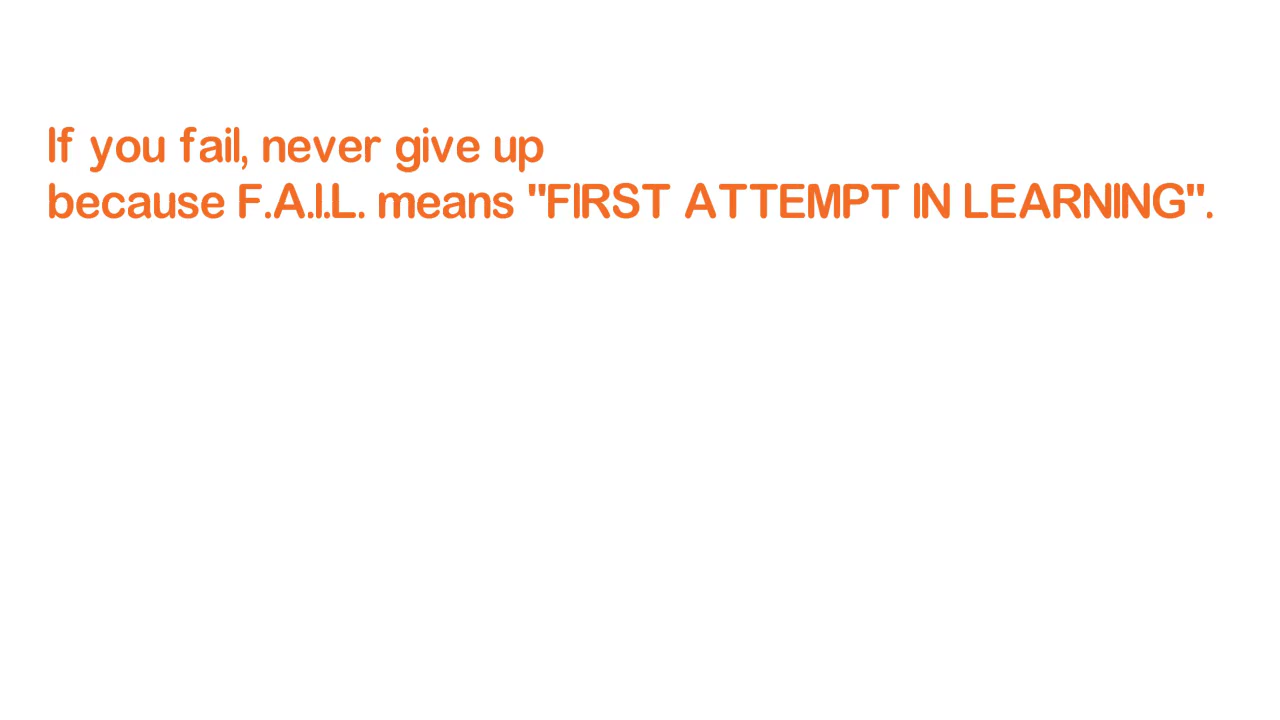 If you fail, never give up
because F.A.I.L. means "FIRST ATTEMPT IN LEARNING".